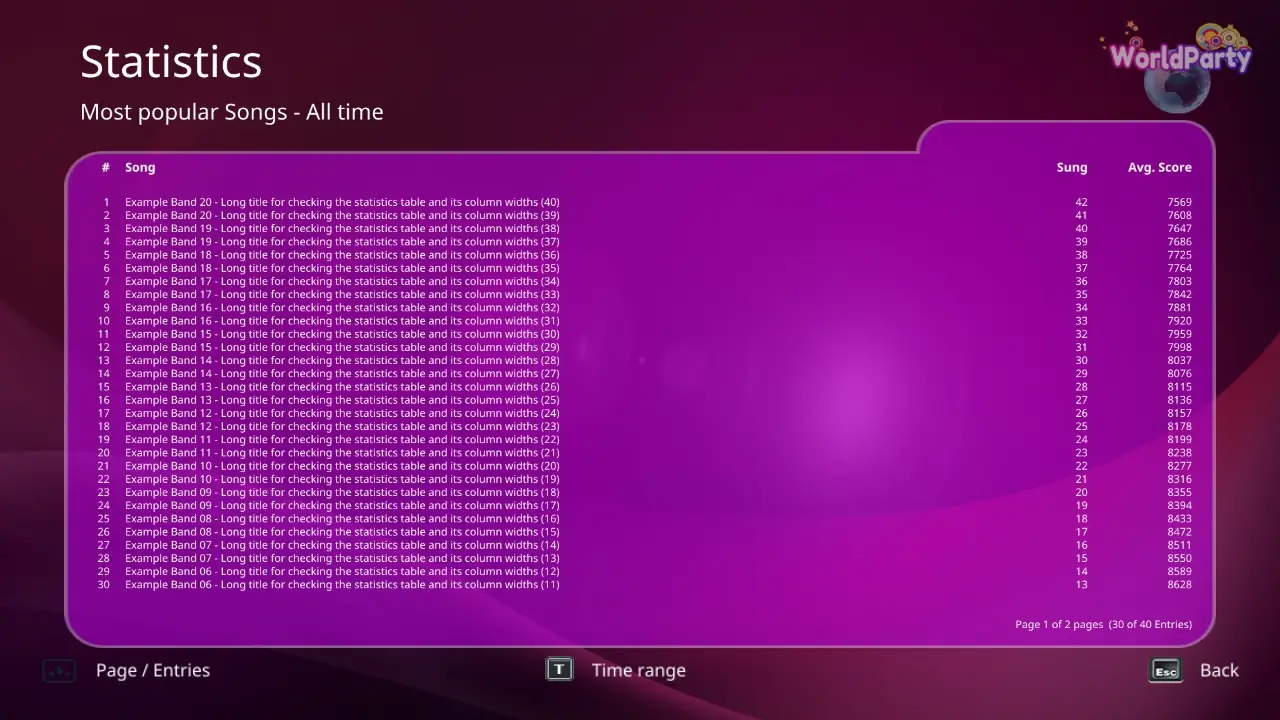 Statistics
WorldParty
Most popular Songs - All time
# Song Sung Avg. Score
1 Example Band 20 - Long title for checking the statistics table and its column widths (40) 42 7569
2 Example Band 20 - Long title for checking the statistics table and its column widths (39) 41 7608
3 Example Band 19 - Long title for checking the statistics table and its column widths (38) 40 7647
4 Example Band 19 - Long title for checking the statistics table and its column widths (37) 39 7686
5 Example Band 18 - Long title for checking the statistics table and its column widths (36) 38 7725
6 Example Band 18 - Long title for checking the statistics table and its column widths (35) 37 7764
7 Example Band 17 - Long title for checking the statistics table and its column widths (34) 36 7803
8 Example Band 17 - Long title for checking the statistics table and its column widths (33) 35 7842
9 Example Band 16 - Long title for checking the statistics table and its column widths (32) 34 7881
10 Example Band 16 - Long title for checking the statistics table and its column widths (31) 33 7920
11 Example Band 15 - Long title for checking the statistics table and its column widths (30) 32 7959
12 Example Band 15 - Long title for checking the statistics table and its column widths (29) 31 7998
13 Example Band 14 - Long title for checking the statistics table and its column widths (28) 30 8037
14 Example Band 14 - Long title for checking the statistics table and its column widths (27) 29 8076
15 Example Band 13 - Long title for checking the statistics table and its column widths (26) 28 8115
16 Example Band 13 - Long title for checking the statistics table and its column widths (25) 27 8136
17 Example Band 12 - Long title for checking the statistics table and its column widths (24) 26 8157
18 Example Band 12 - Long title for checking the statistics table and its column widths (23) 25 8178
19 Example Band 11 - Long title for checking the statistics table and its column widths (22) 24 8199
20 Example Band 11 - Long title for checking the statistics table and its column widths (21) 23 8238
21 Example Band 10 - Long title for checking the statistics table and its column widths (20) 22 8277
22 Example Band 10 - Long title for checking the statistics table and its column widths (19) 21 8316
23 Example Band 09 - Long title for checking the statistics table and its column widths (18) 20 8355
24 Example Band 09 - Long title for checking the statistics table and its column widths (17) 19 8394
25 Example Band 08 - Long title for checking the statistics table and its column widths (16) 18 8433
26 Example Band 08 - Long title for checking the statistics table and its column widths (15) 17 8472
27 Example Band 07 - Long title for checking the statistics table and its column widths (14) 16 8511
28 Example Band 07 - Long title for checking the statistics table and its column widths (13) 15 8550
29 Example Band 06 - Long title for checking the statistics table and its column widths (12) 14 8589
30 Example Band 06 - Long title for checking the statistics table and its column widths (11) 13 8628
Page 1 of 2 pages (30 of 40 Entries)
Page / Entries T Time range Esc Back